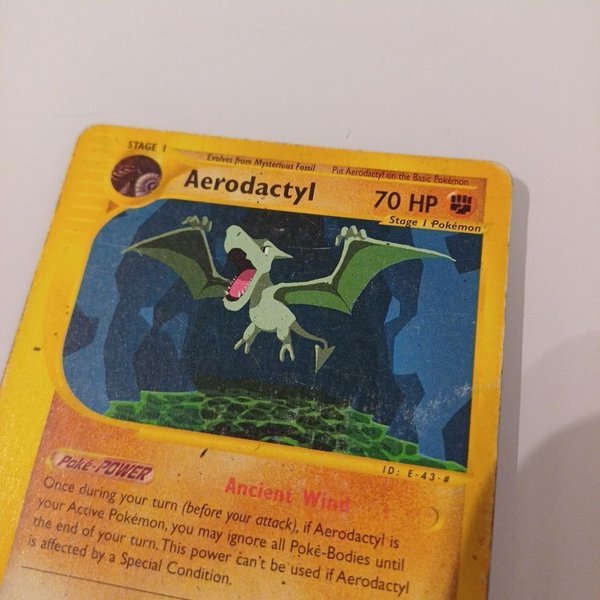 STAGE 1
Evolves from Mysterious Fossil Put Aerodactyl on the Basic Pokémon
Aerodactyl 70 HP
Stage 1 Pokémon
ID: E-43-#
Poké-POWER Ancient Wind
Once during your turn (before your attack), if Aerodactyl is
your Active Pokémon, you may ignore all Poké-Bodies until
the end of your turn. This power can't be used if Aerodactyl
is affected by a Special Condition.